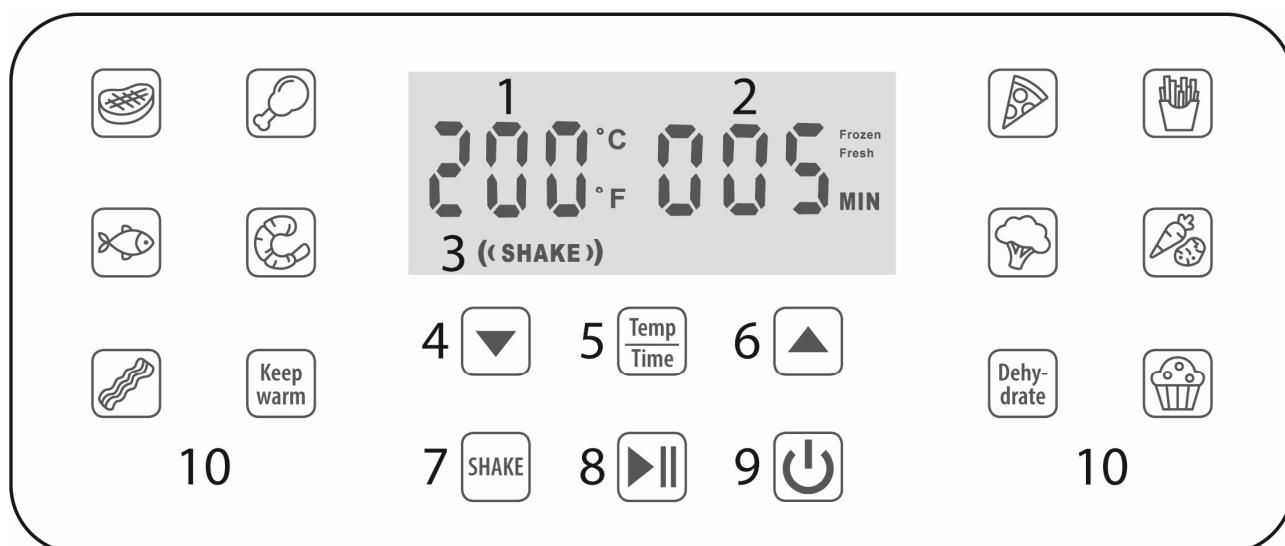 1
2
200 °C
°F
005
Frozen
Fresh
MIN
3 ((SHAKE))
4
5 Temp
Time
6
Keep
warm
Dehy-
drate
10
7 SHAKE
8
9
10